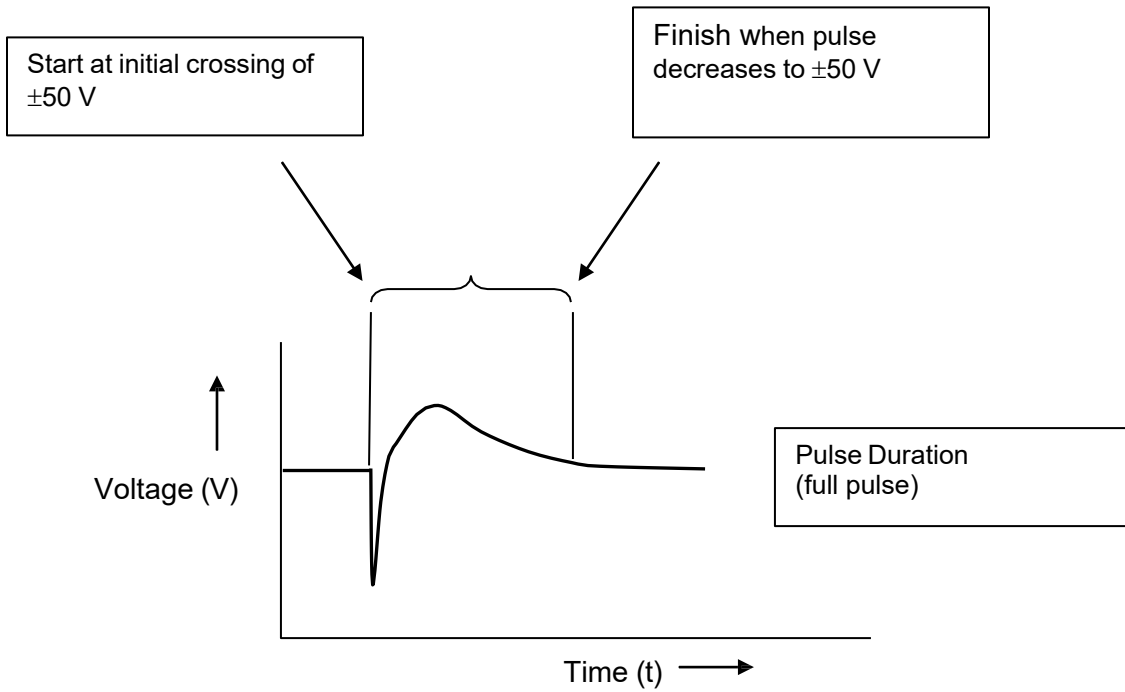 Start at initial crossing of
±50 V
Finish when pulse
decreases to ±50 V
Voltage (V)
Pulse Duration
(full pulse)
Time (t)